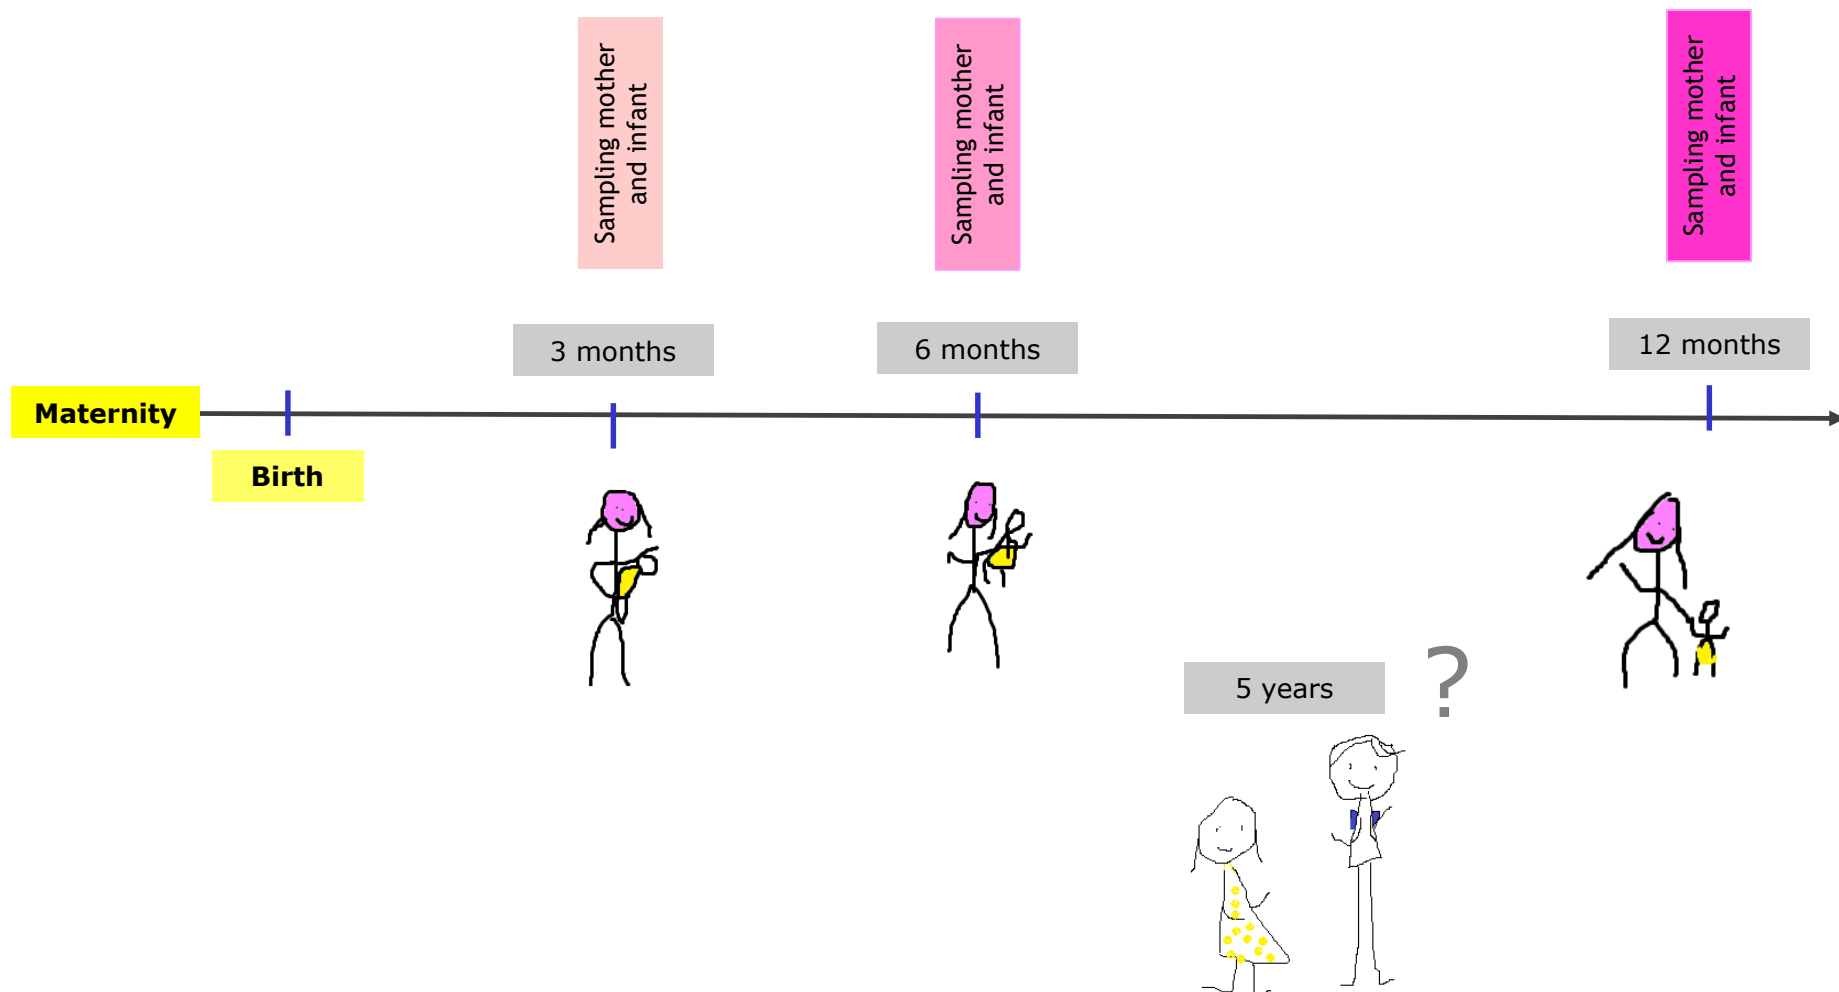 Sampling mother
and infant
Sampling mother
and infant
Sampling mother
and infant
3 months
6 months
12 months
Maternity
Birth
5 years
?